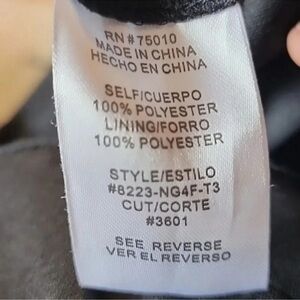 RN #75010
MADE IN CHINA
HECHO EN CHINA
SELF/CUERPO
100% POLYESTER
LINING/FORRO
100% POLYESTER
STYLE/ESTILO
#8223-NG4F-T3
CUT/CORTE
#3601
SEE REVERSE
VER EL REVERSO